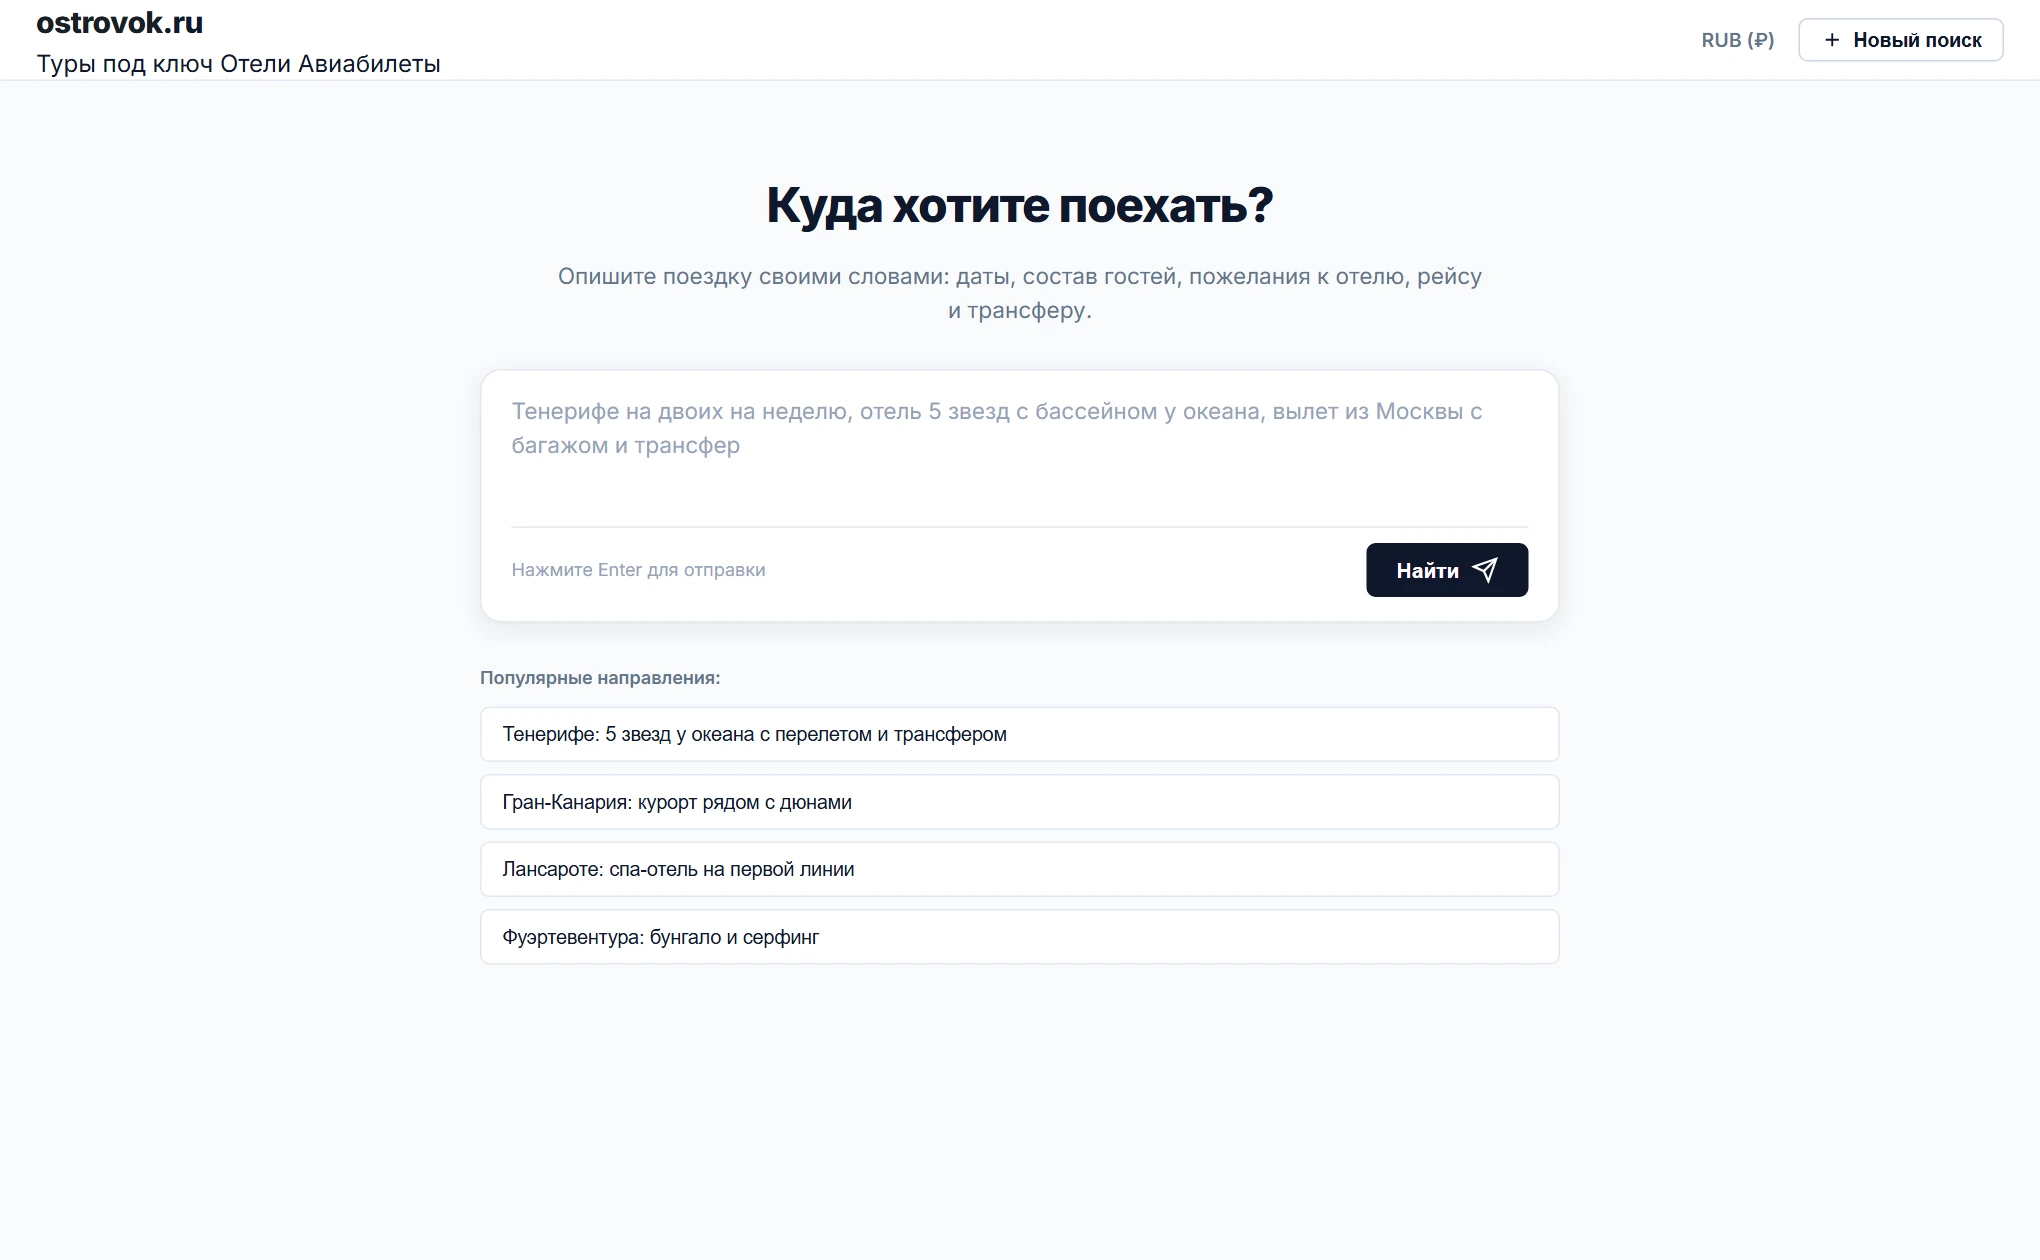 ostrovok.ru
Туры под ключ Отели Авиабилеты
RUB (₽)
+ Новый поиск
Куда хотите поехать?
Опишите поездку своими словами: даты, состав гостей, пожелания к отелю, рейсу
и трансферу.
Тенерифе на двоих на неделю, отель 5 звезд с бассейном у океана, вылет из Москвы с
багажом и трансфер
Нажмите Enter для отправки
Найти
Популярные направления:
Тенерифе: 5 звезд у океана с перелетом и трансфером
Гран-Канария: курорт рядом с дюнами
Лансароте: спа-отель на первой линии
Фуэртевентура: бунгало и серфинг